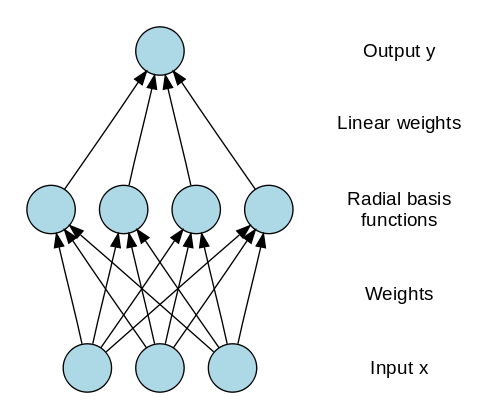 Output y
Linear weights
Radial basis
functions
Weights
Input x